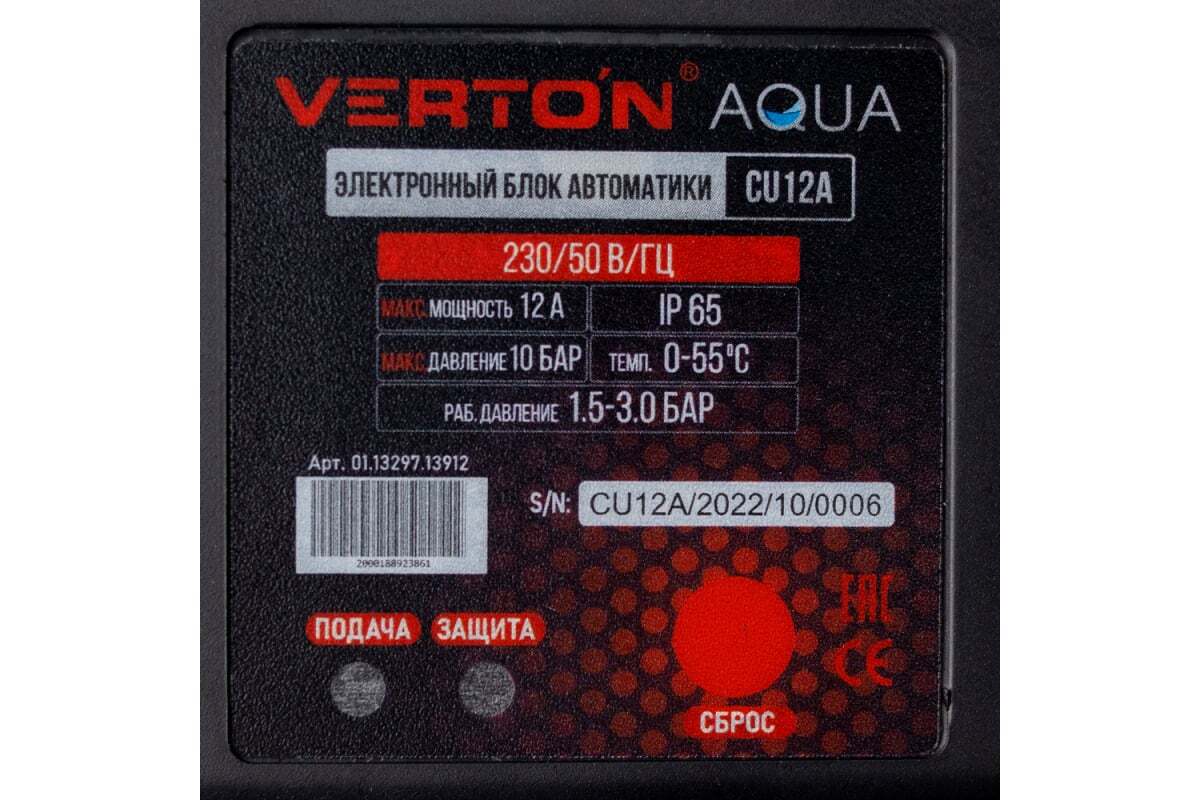 VERTÓN® AQUA
ЭЛЕКТРОННЫЙ БЛОК АВТОМАТИКИ CU12A
230/50 В/ГЦ
МАКС. МОЩНОСТЬ 12 А IP 65
МАКС. ДАВЛЕНИЕ 10 БАР ТЕМП. 0-55°С
РАБ. ДАВЛЕНИЕ 1.5-3.0 БАР
Арт. 01.13297.13912
S/N: CU12A/2022/10/0006
2000188923861
ПОДАЧА ЗАЩИТА
EAC
CE
СБРОС